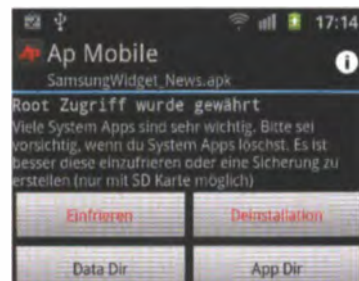 17:14
Ap Mobile
SamsungWidget_News.apk
Root Zugriff wurde gewährt
Viele System Apps sind sehr wichtig. Bitte sei
vorsichtig, wenn du System Apps löschst. Es ist
besser diese einzufrieren oder eine Sicherung zu
erstellen (nur mit SD Karte möglich)
Einfrieren Deinstallation
Data Dir App Dir